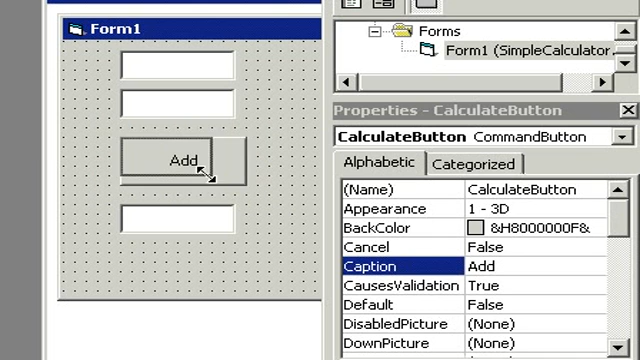 Form1
Add
Forms
Form1 (SimpleCalculator.
Properties - CalculateButton
CalculateButton CommandButton
Alphabetic Categorized
(Name) CalculateButton
Appearance 1 - 3D
BackColor &H8000000F&
Cancel False
Caption Add
CausesValidation True
Default False
DisabledPicture (None)
DownPicture (None)